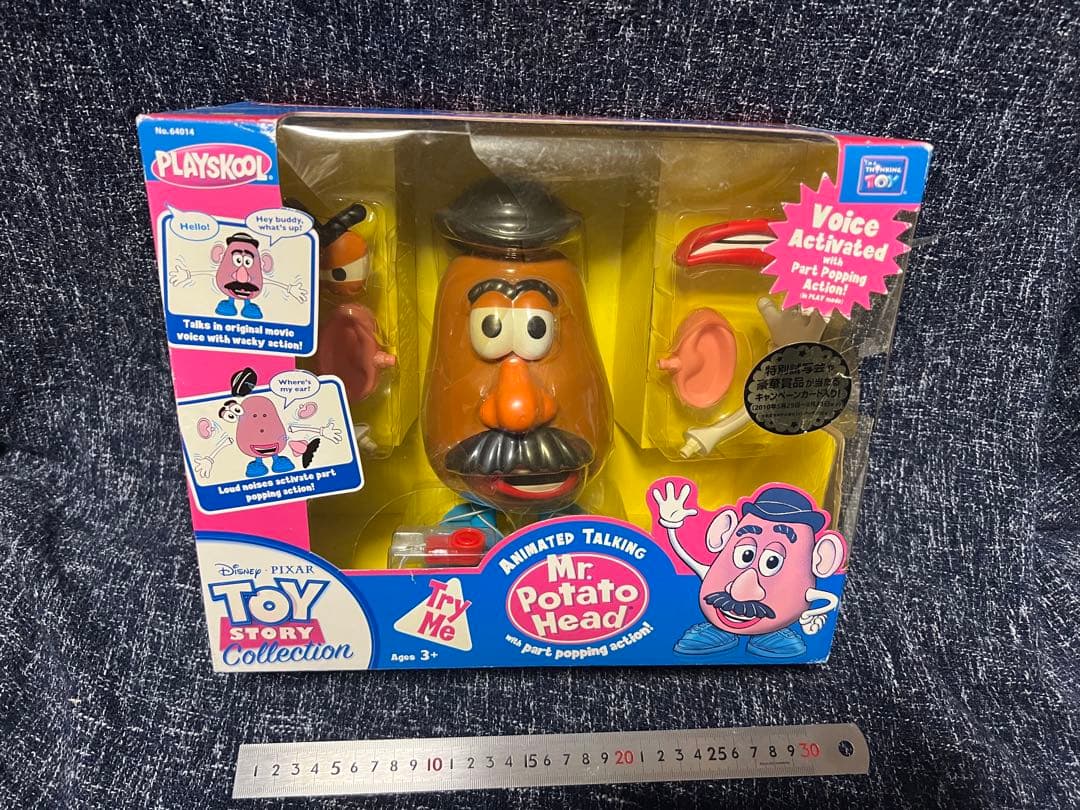 No.64014
PLAYSKOOL
Hello!
Hey buddy,
what's up!
Talks in original movie
voice with wacky action!
Where's
my ear?
Loud noises activate part
popping action!
Disney · PIXAR
TOY
STORY
Collection
Try
Me
Ages 3+
ANIMATED TALKING
Mr.
Potato
Head
with part popping action!
THE
THINKING
TOY
Voice
Activated
with
Part Popping
Action!
(in PLAY mode)
特別試写会や
豪華賞品が当たる
キャンペーンカード入り!
1 2 3 4 5 6 7 8 9 10 1 2 3 4 15 6 7 8 9 20 1 2 3 4 25 6 7 8 9 30